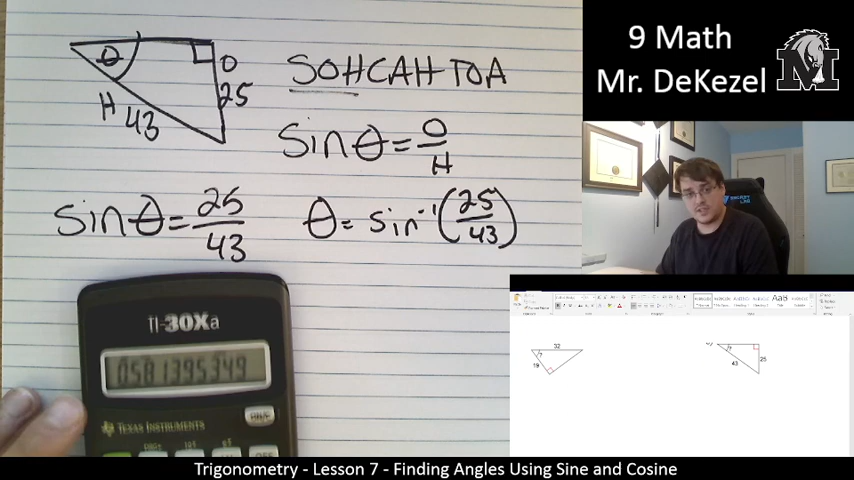 θ
O
25
H
43
SOHCAHTOA
sinθ = O/H
sinθ = 25/43
θ = sin⁻¹(25/43)
TI-30Xa
0.581395349
TEXAS INSTRUMENTS
9 Math
Mr. DeKezel
M
32
?
19
?
43
25
Trigonometry - Lesson 7 - Finding Angles Using Sine and Cosine